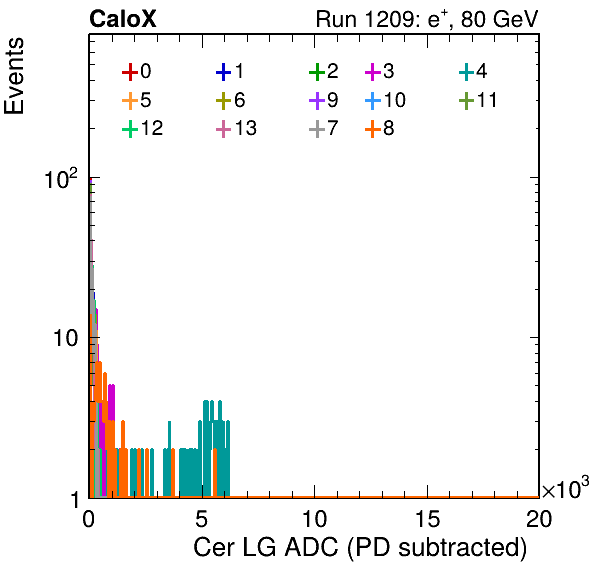 CaloX Run 1209: e⁺, 80 GeV
Events
0 1 2 3 4
5 6 9 10 11
12 13 7 8
10²
10
1
0 5 10 15 20
×10³
Cer LG ADC (PD subtracted)